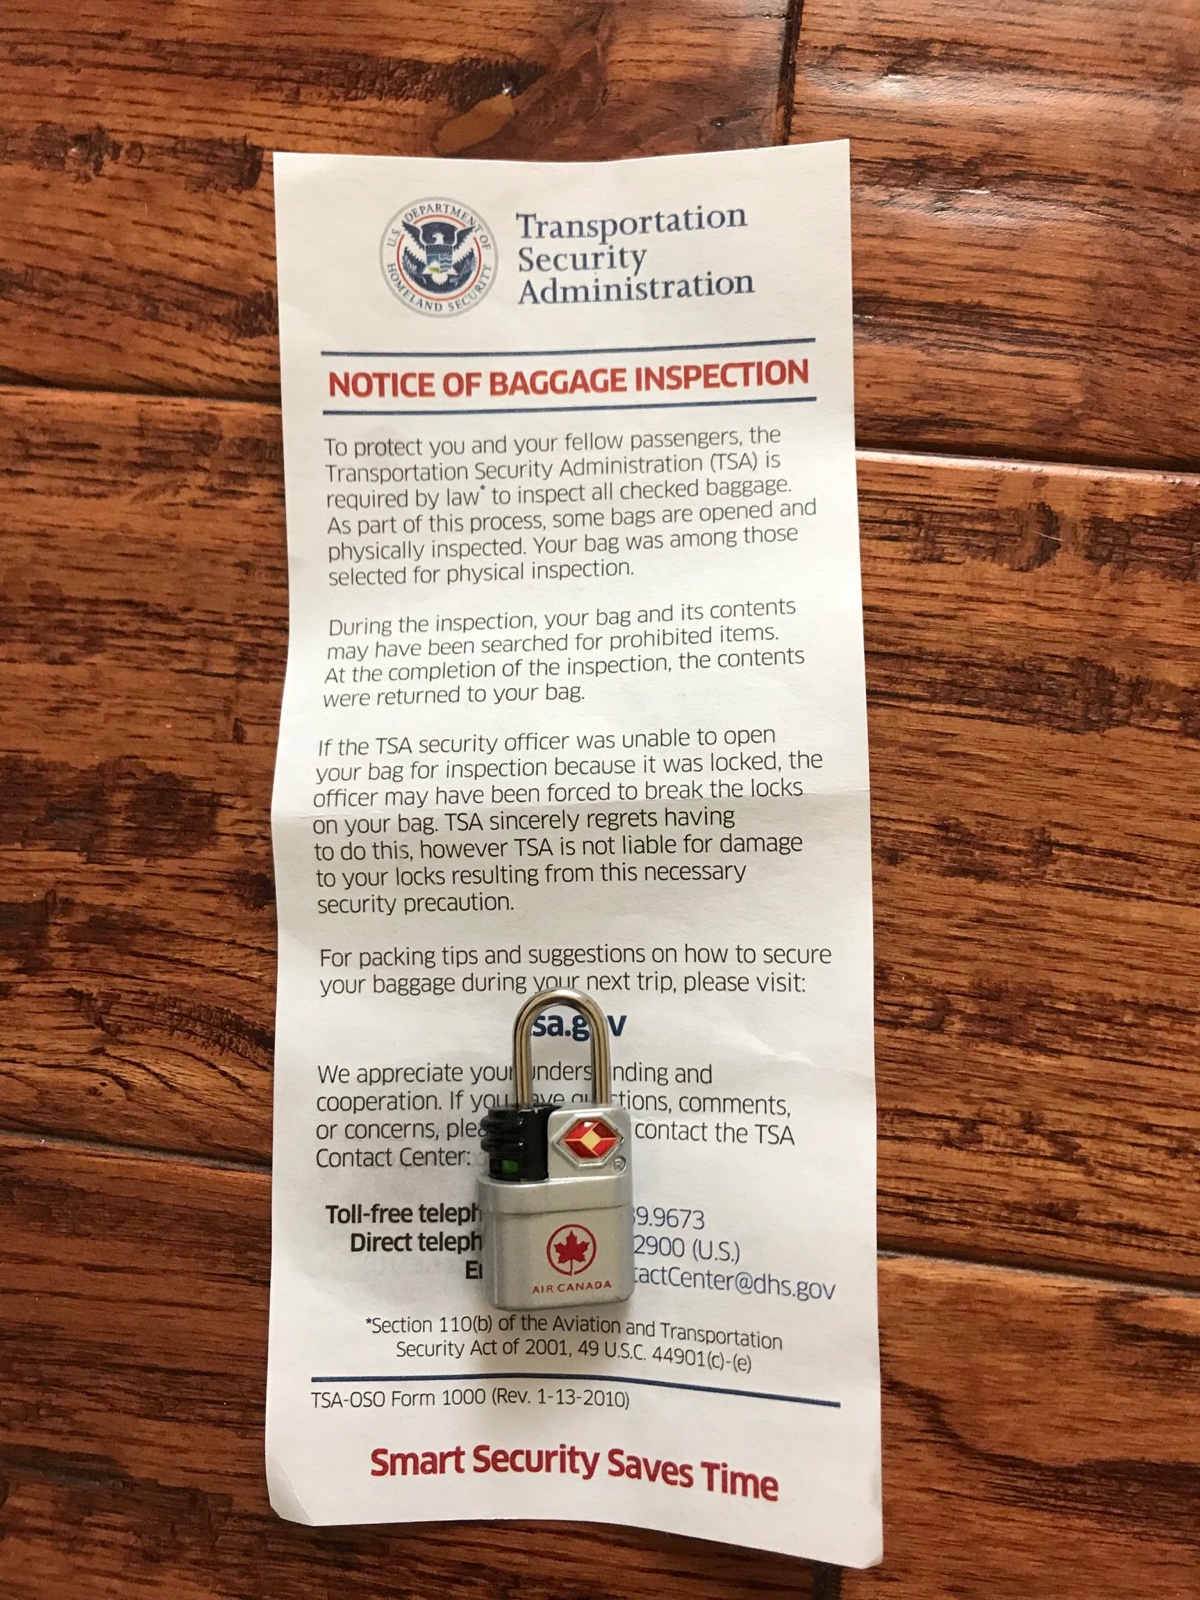 U.S. DEPARTMENT OF HOMELAND SECURITY
Transportation
Security
Administration
NOTICE OF BAGGAGE INSPECTION
To protect you and your fellow passengers, the
Transportation Security Administration (TSA) is
required by law* to inspect all checked baggage.
As part of this process, some bags are opened and
physically inspected. Your bag was among those
selected for physical inspection.
During the inspection, your bag and its contents
may have been searched for prohibited items.
At the completion of the inspection, the contents
were returned to your bag.
If the TSA security officer was unable to open
your bag for inspection because it was locked, the
officer may have been forced to break the locks
on your bag. TSA sincerely regrets having
to do this, however TSA is not liable for damage
to your locks resulting from this necessary
security precaution.
For packing tips and suggestions on how to secure
your baggage during your next trip, please visit:
sa.g v
We appreciate your unders nding and
cooperation. If you ave qu tions, comments,
or concerns, plea contact the TSA
Contact Center:
Toll-free teleph 39.9673
Direct teleph 2900 (U.S.)
E tactCenter@dhs.gov
®
AIR CANADA
*Section 110(b) of the Aviation and Transportation
Security Act of 2001, 49 U.S.C. 44901(c)-(e)
TSA-OSO Form 1000 (Rev. 1-13-2010)
Smart Security Saves Time